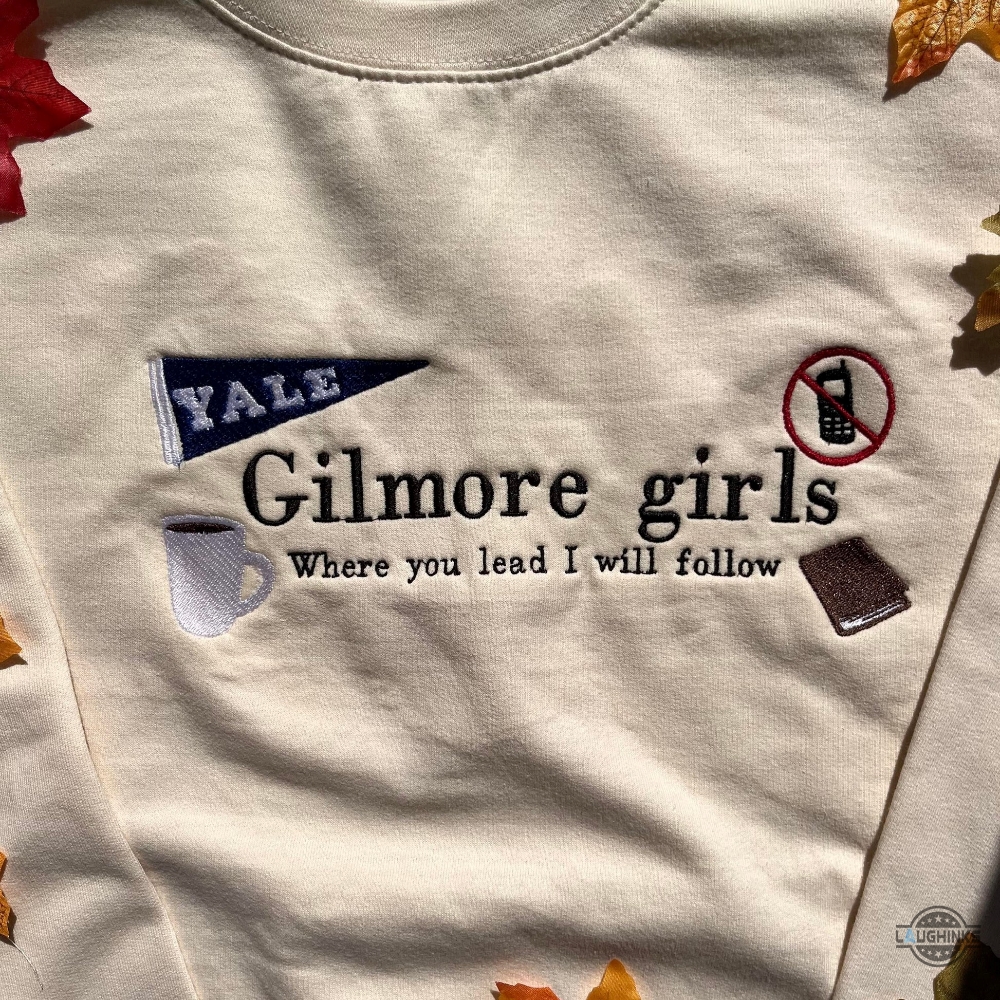 YALE
Gilmore girls
Where you lead I will follow
LAUGHINKS